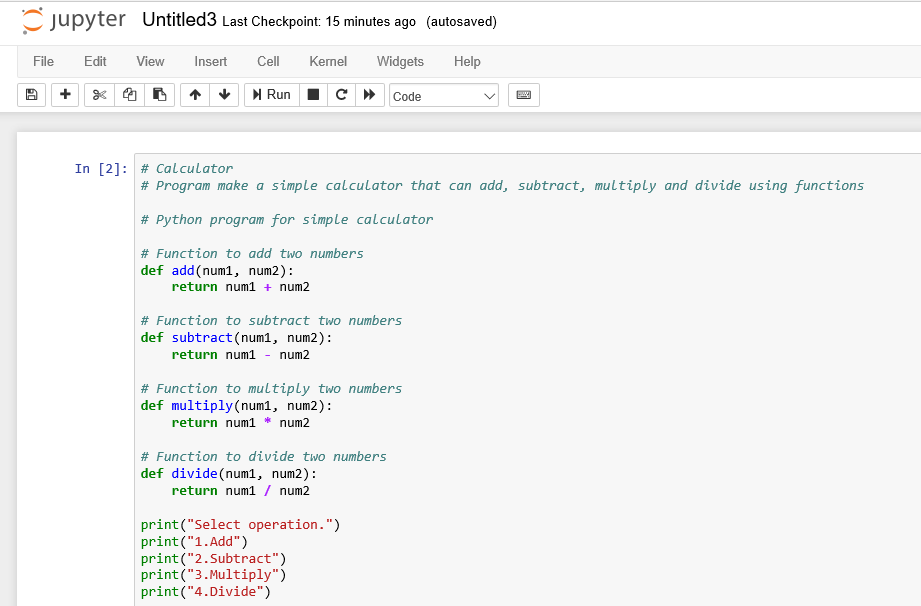 jupyter Untitled3 Last Checkpoint: 15 minutes ago (autosaved)
File Edit View Insert Cell Kernel Widgets Help
Run Code
In [2]: # Calculator
# Program make a simple calculator that can add, subtract, multiply and divide using functions
# Python program for simple calculator
# Function to add two numbers
def add(num1, num2):
    return num1 + num2
# Function to subtract two numbers
def subtract(num1, num2):
    return num1 - num2
# Function to multiply two numbers
def multiply(num1, num2):
    return num1 * num2
# Function to divide two numbers
def divide(num1, num2):
    return num1 / num2
print("Select operation.")
print("1.Add")
print("2.Subtract")
print("3.Multiply")
print("4.Divide")